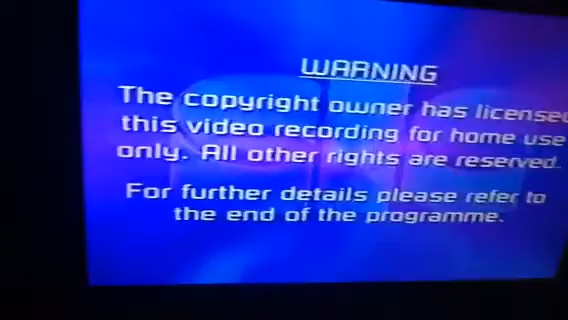 WARNING
The copyright owner has licensed
this video recording for home use
only. All other rights are reserved.
For further details please refer to
the end of the programme.